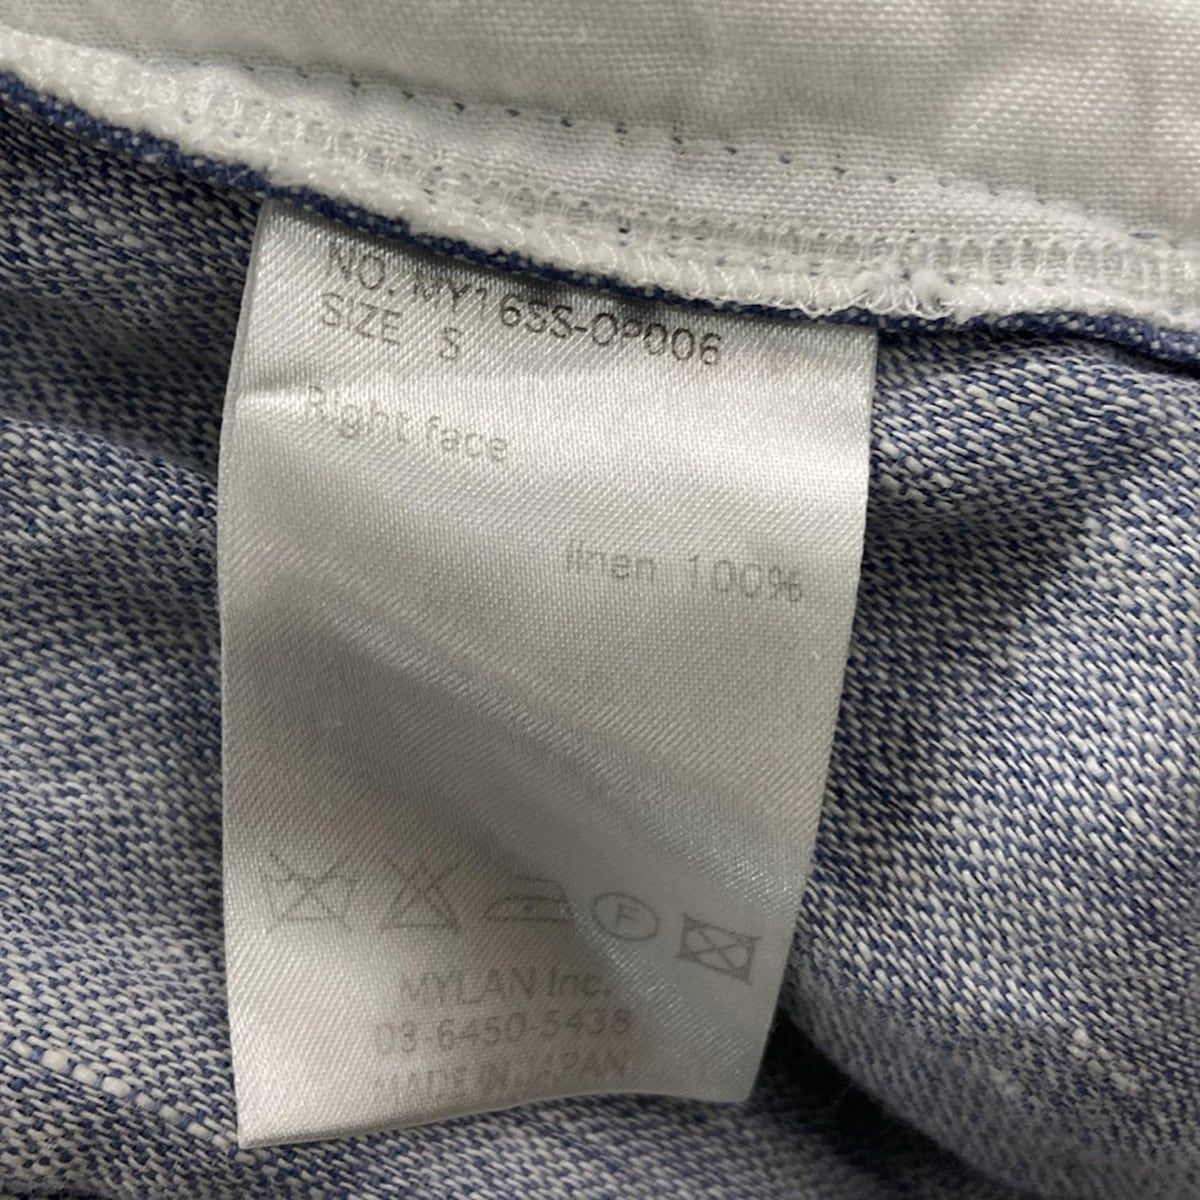 NO. MY16SS-OP006
SIZE S
Right face
linen 100%
F
MYLAN Inc.
03-6450-5438
MADE IN JAPAN